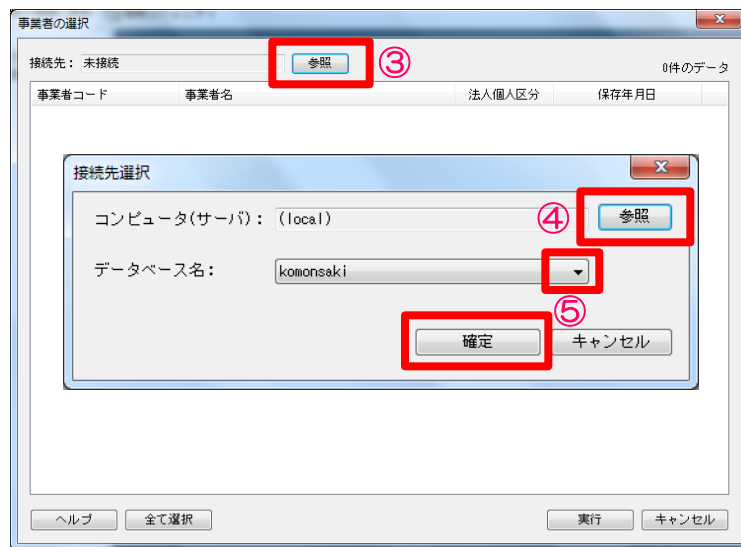 事業者の選択
接続先： 未接続 参照 ③
0件のデータ
事業者コード 事業者名 法人個人区分 保存年月日
接続先選択
コンピュータ(サーバ)： (local) ④ 参照
データベース名： komonsaki
⑤
確定 キャンセル
ヘルプ 全て選択 実行 キャンセル